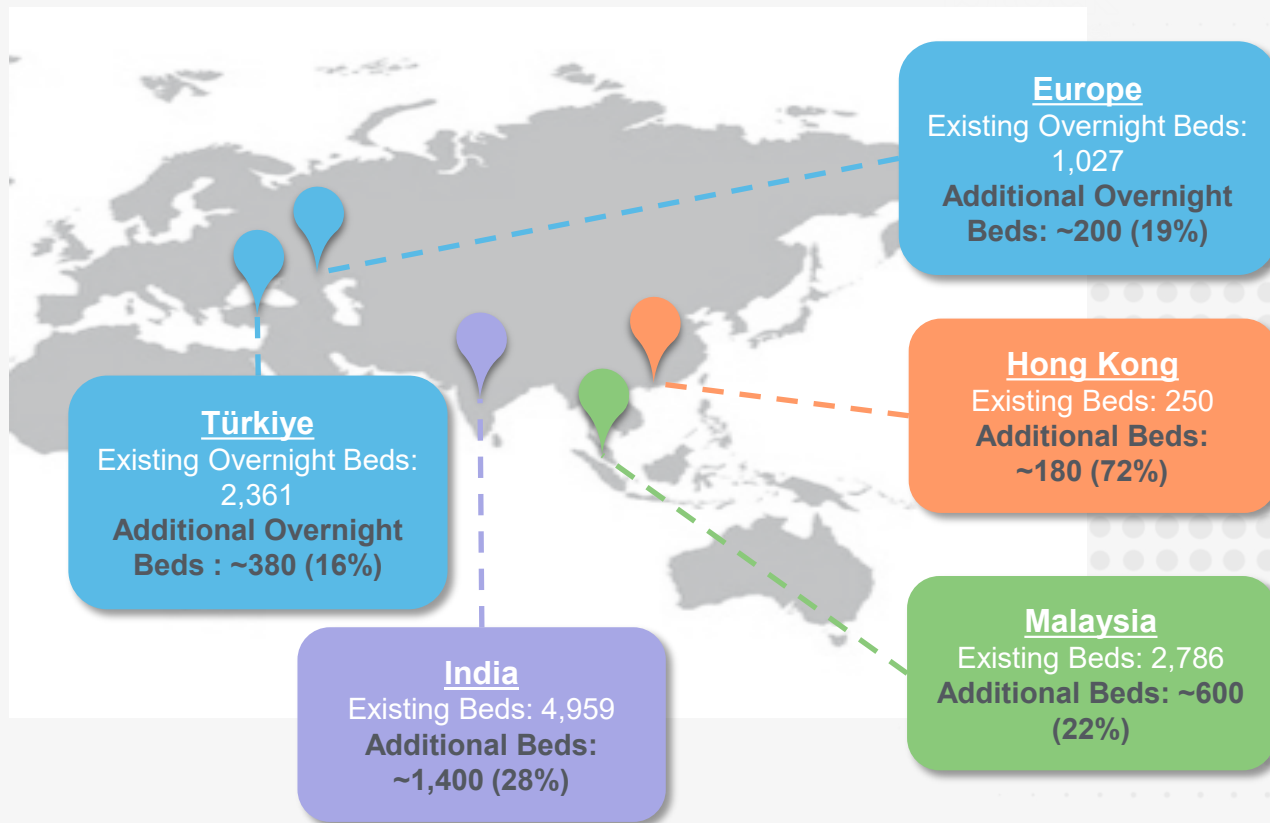 Europe
Existing Overnight Beds:
1,027
Additional Overnight
Beds: ~200 (19%)
Hong Kong
Existing Beds: 250
Additional Beds:
~180 (72%)
Türkiye
Existing Overnight Beds:
2,361
Additional Overnight
Beds : ~380 (16%)
Malaysia
Existing Beds: 2,786
Additional Beds: ~600
(22%)
India
Existing Beds: 4,959
Additional Beds:
~1,400 (28%)